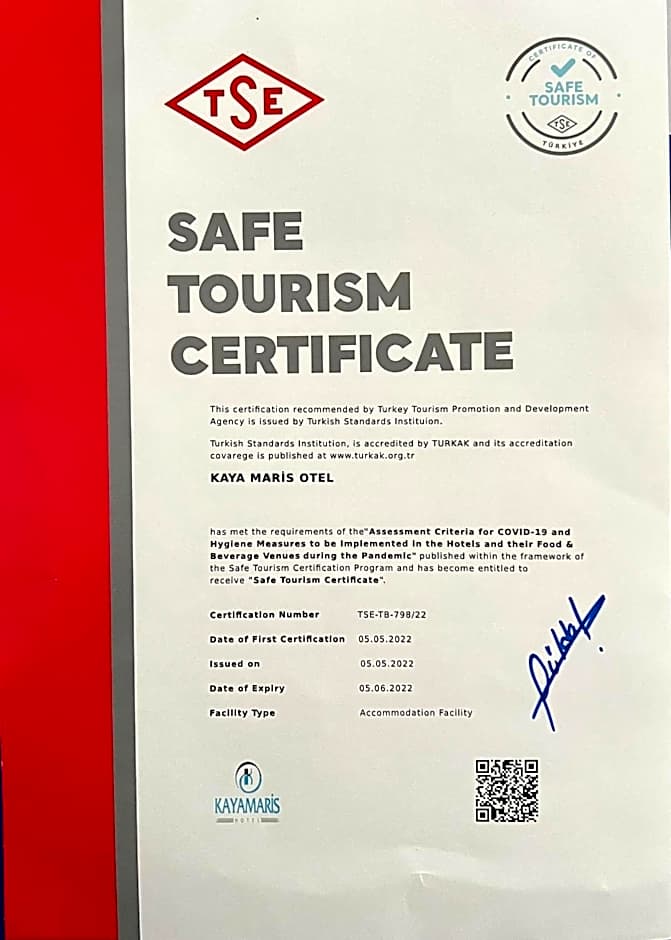 TSE
CERTIFICATE OF
SAFE
TOURISM
TSE
TÜRKİYE
SAFE
TOURISM
CERTIFICATE
This certification recommended by Turkey Tourism Promotion and Development
Agency is issued by Turkish Standards Instituion.
Turkish Standards Institution, is accredited by TURKAK and its accreditation
covarege is published at www.turkak.org.tr
KAYA MARİS OTEL
has met the requirements of the"Assessment Criteria for COVID-19 and
Hygiene Measures to be Implemented in the Hotels and their Food &
Beverage Venues during the Pandemic" published within the framework of
the Safe Tourism Certification Program and has become entitled to
receive "Safe Tourism Certificate".
Certification Number TSE-TB-798/22
Date of First Certification 05.05.2022
Issued on 05.05.2022
Date of Expiry 05.06.2022
Facility Type Accommodation Facility
KAYAMARİS
HOTEL